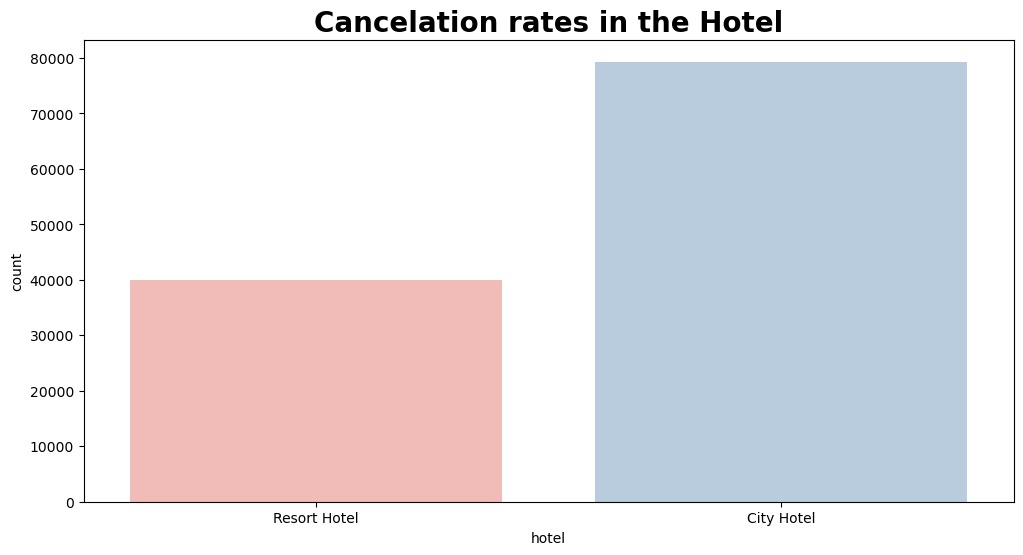 Cancelation rates in the Hotel
80000
70000
60000
50000
40000
30000
20000
10000
0
count
Resort Hotel
City Hotel
hotel